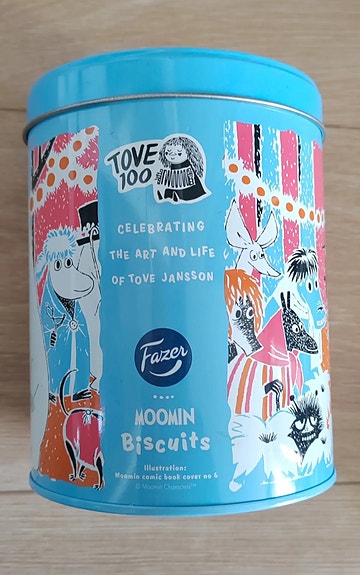 TOVE
100
CELEBRATING
THE ART AND LIFE
OF TOVE JANSSON
Fazer
MOOMIN
Biscuits
Illustration:
Moomin comic book cover no 6
© Moomin Characters™